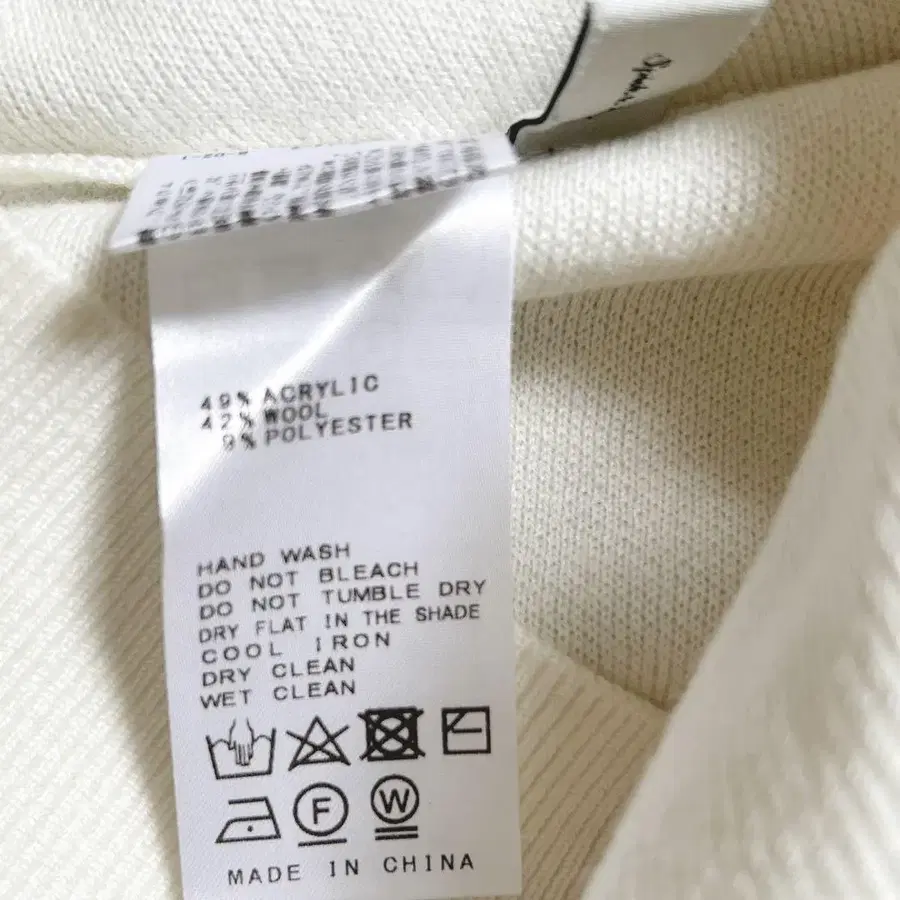 49% ACRYLIC
42% WOOL
9% POLYESTER
HAND WASH
DO NOT BLEACH
DO NOT TUMBLE DRY
DRY FLAT IN THE SHADE
COOL IRON
DRY CLEAN
WET CLEAN
F W
MADE IN CHINA